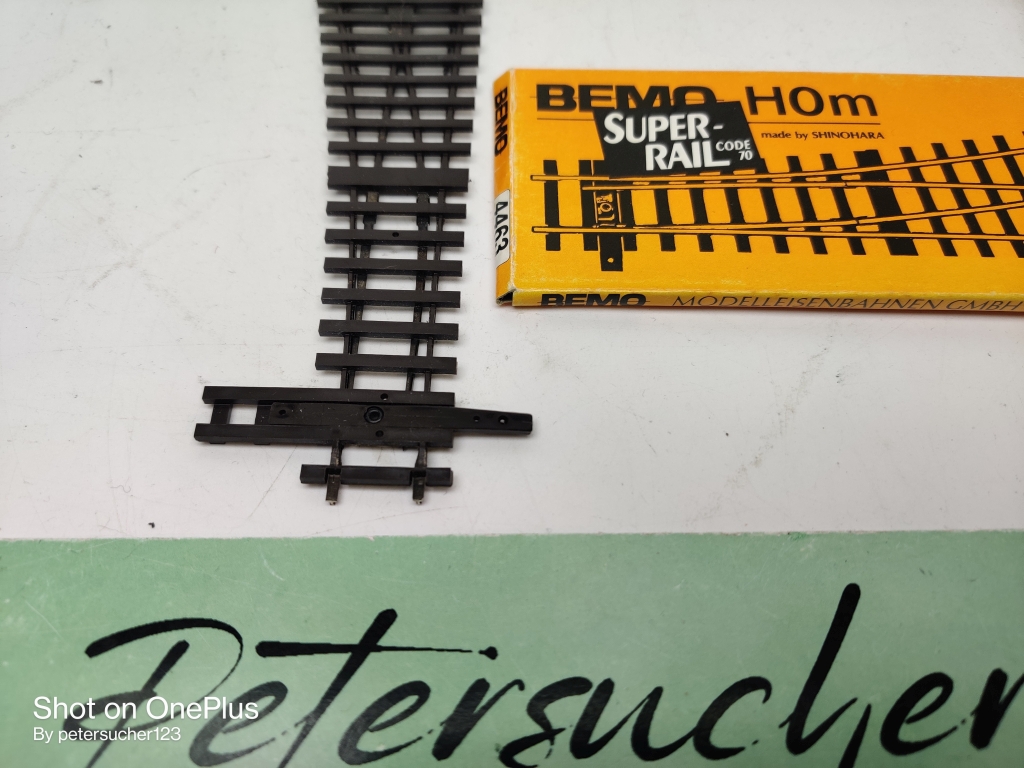 BEMO H0m
SUPER-
RAIL CODE
70
made by SHINOHARA
BEMO
4463
BEMO MODELLEISENBAHNEN GMBH
Petersucher
Shot on OnePlus
By petersucher123